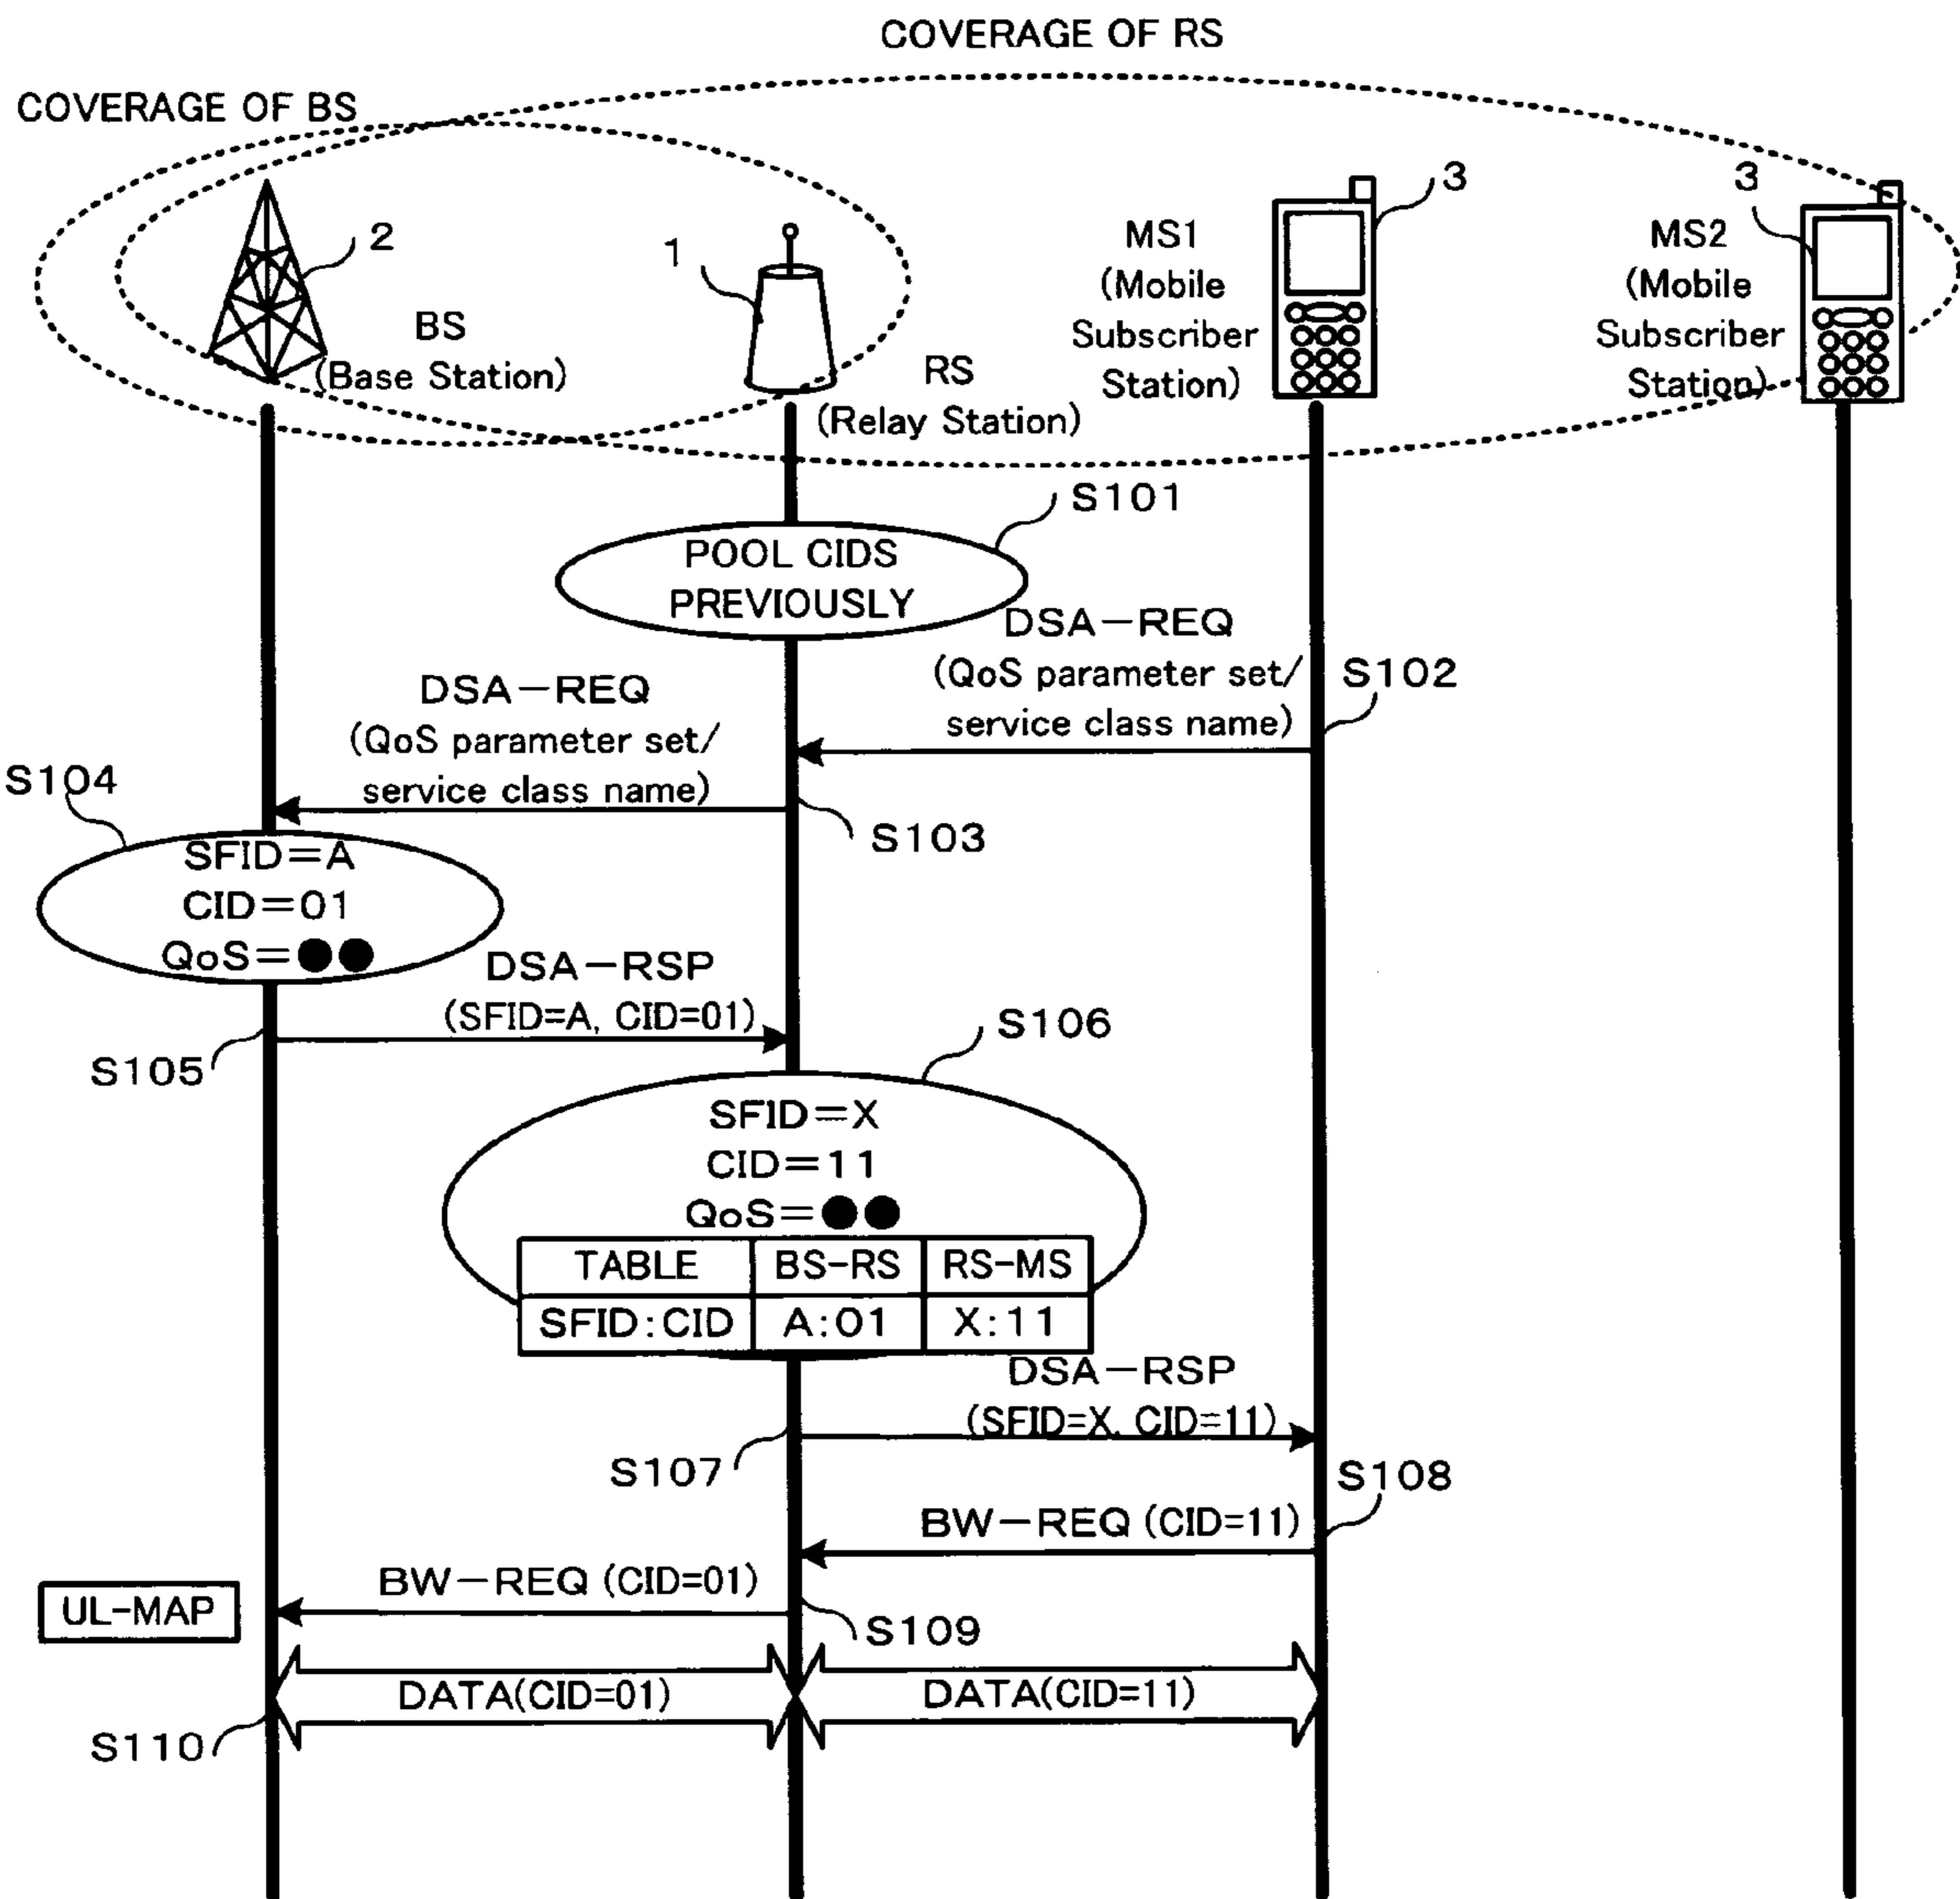 COVERAGE OF RS
COVERAGE OF BS
2
BS
(Base Station)
1
RS
(Relay Station)
MS1
(Mobile
Subscriber
Station)
3
MS2
(Mobile
Subscriber
Station)
3
S101
POOL CIDS
PREVIOUSLY
DSA-REQ
(QoS parameter set/
service class name)
S102
DSA-REQ
(QoS parameter set/
service class name)
S103
S104
SFID=A
CID=01
QoS=●●
DSA-RSP
(SFID=A, CID=01)
S105
S106
SFID=X
CID=11
QoS=●●
TABLE BS-RS RS-MS
SFID:CID A:01 X:11
DSA-RSP
(SFID=X, CID=11)
S107
S108
BW-REQ (CID=11)
BW-REQ (CID=01)
UL-MAP
S109
DATA(CID=01) DATA(CID=11)
S110